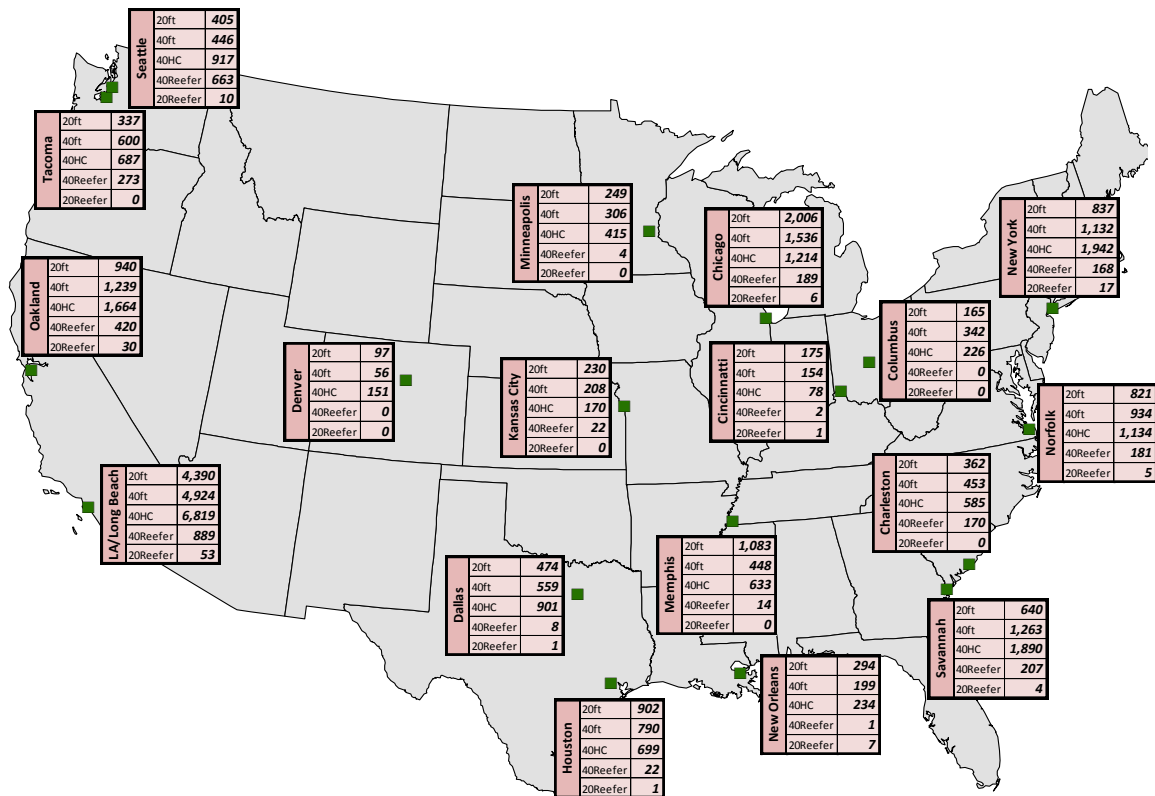 Seattle
20ft 405
40ft 446
40HC 917
40Reefer 663
20Reefer 10
Tacoma
20ft 337
40ft 600
40HC 687
40Reefer 273
20Reefer 0
Minneapolis
20ft 249
40ft 306
40HC 415
40Reefer 4
20Reefer 0
Chicago
20ft 2,006
40ft 1,536
40HC 1,214
40Reefer 189
20Reefer 6
New York
20ft 837
40ft 1,132
40HC 1,942
40Reefer 168
20Reefer 17
Oakland
20ft 940
40ft 1,239
40HC 1,664
40Reefer 420
20Reefer 30
Denver
20ft 97
40ft 56
40HC 151
40Reefer 0
20Reefer 0
Kansas City
20ft 230
40ft 208
40HC 170
40Reefer 22
20Reefer 0
Cincinnatti
20ft 175
40ft 154
40HC 78
40Reefer 2
20Reefer 1
Columbus
20ft 165
40ft 342
40HC 226
40Reefer 0
20Reefer 0
Norfolk
20ft 821
40ft 934
40HC 1,134
40Reefer 181
20Reefer 5
LA/Long Beach
20ft 4,390
40ft 4,924
40HC 6,819
40Reefer 889
20Reefer 53
Charleston
20ft 362
40ft 453
40HC 585
40Reefer 170
20Reefer 0
Dallas
20ft 474
40ft 559
40HC 901
40Reefer 8
20Reefer 1
Memphis
20ft 1,083
40ft 448
40HC 633
40Reefer 14
20Reefer 0
Savannah
20ft 640
40ft 1,263
40HC 1,890
40Reefer 207
20Reefer 4
New Orleans
20ft 294
40ft 199
40HC 234
40Reefer 1
20Reefer 7
Houston
20ft 902
40ft 790
40HC 699
40Reefer 22
20Reefer 1